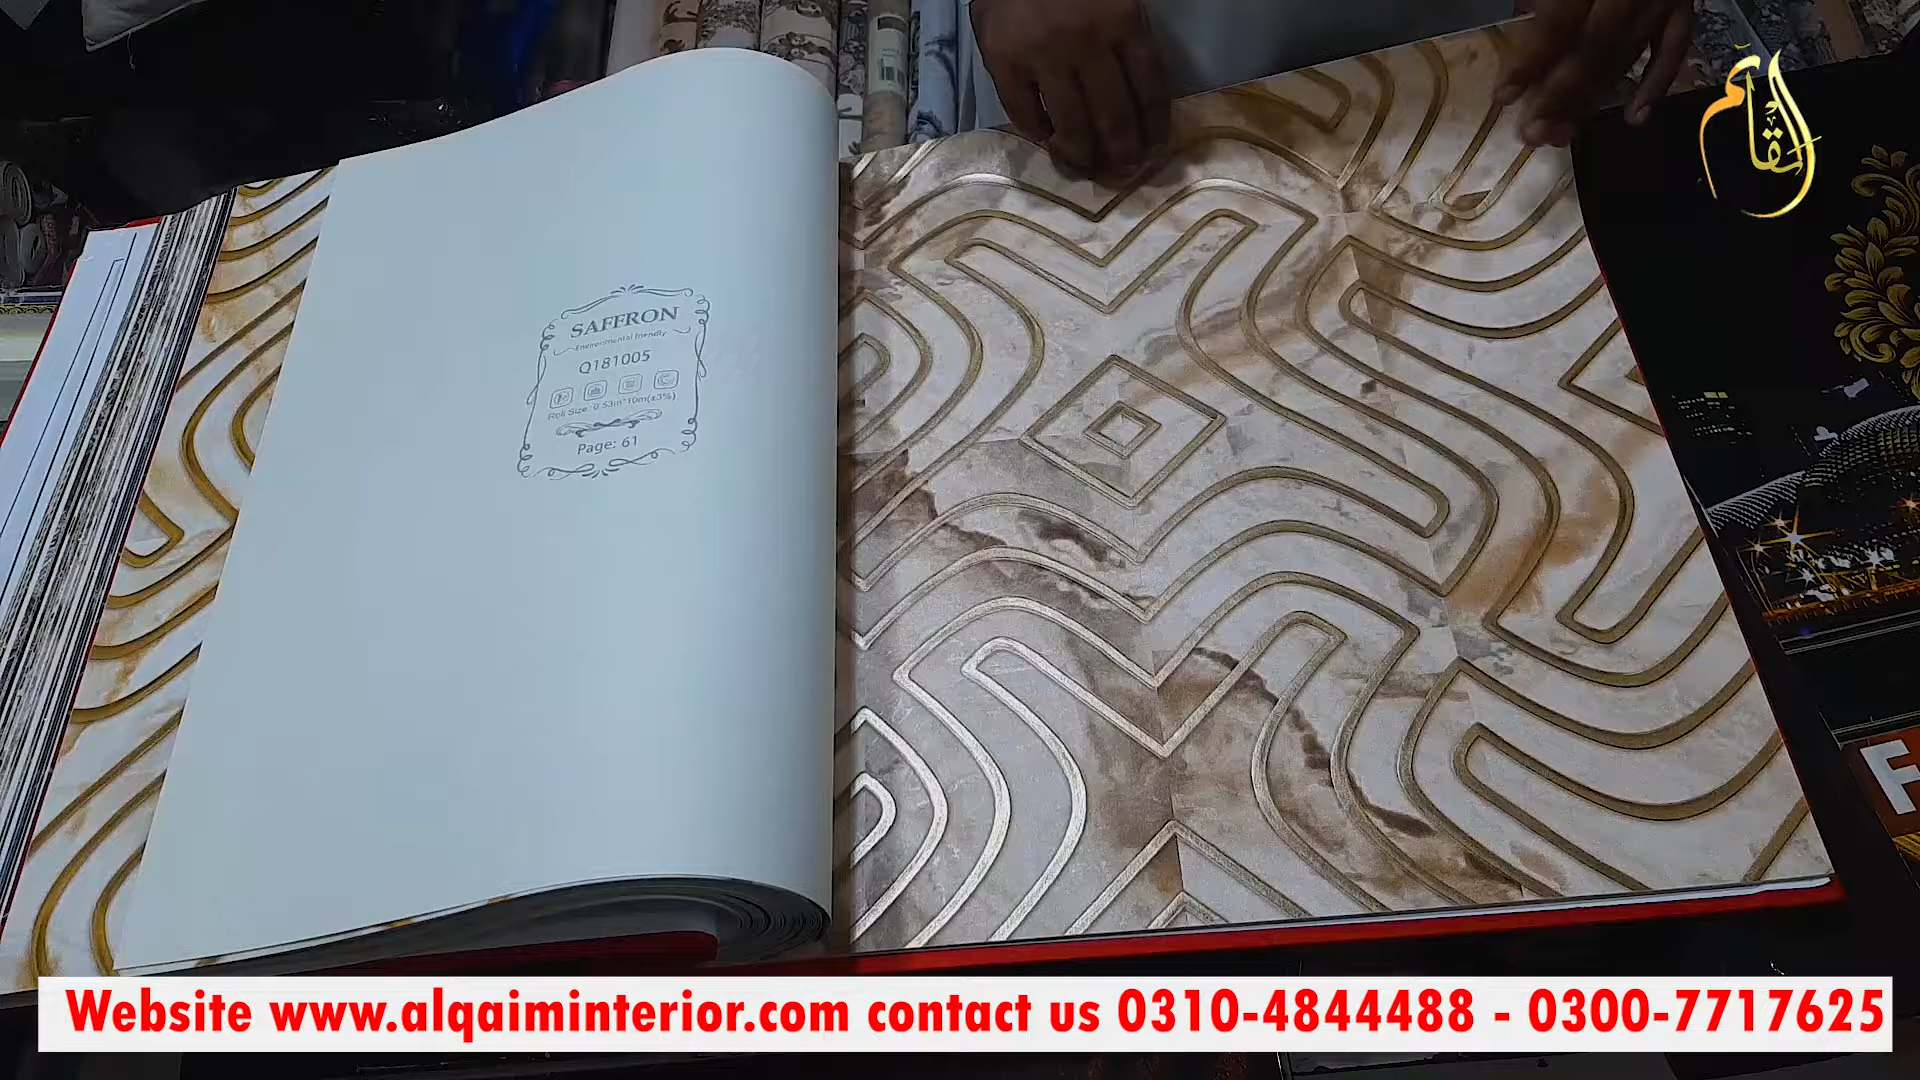 القائم
SAFFRON
Environmental friendly
Q181005
Roll Size: 0.53m*10m(±3%)
Page: 61
F
Website www.alqaiminterior.com contact us 0310-4844488 - 0300-7717625